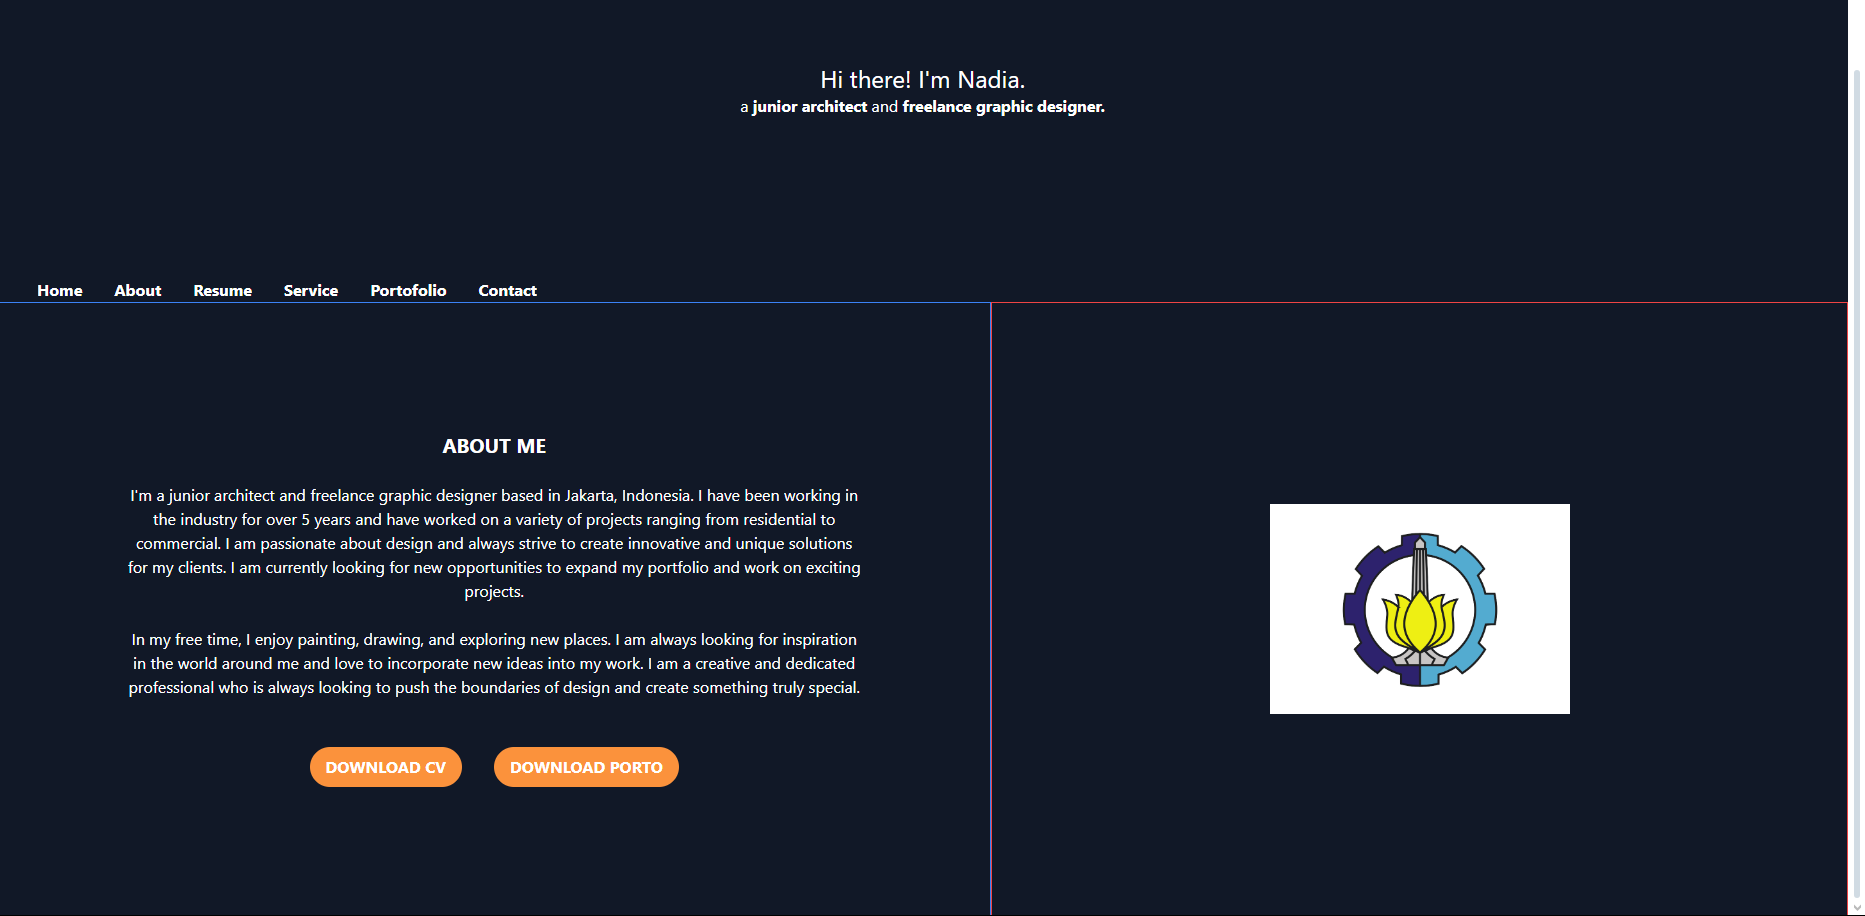 Hi there! I'm Nadia.
a junior architect and freelance graphic designer.
Home About Resume Service Portofolio Contact
ABOUT ME
I'm a junior architect and freelance graphic designer based in Jakarta, Indonesia. I have been working in
the industry for over 5 years and have worked on a variety of projects ranging from residential to
commercial. I am passionate about design and always strive to create innovative and unique solutions
for my clients. I am currently looking for new opportunities to expand my portfolio and work on exciting
projects.
In my free time, I enjoy painting, drawing, and exploring new places. I am always looking for inspiration
in the world around me and love to incorporate new ideas into my work. I am a creative and dedicated
professional who is always looking to push the boundaries of design and create something truly special.
DOWNLOAD CV DOWNLOAD PORTO